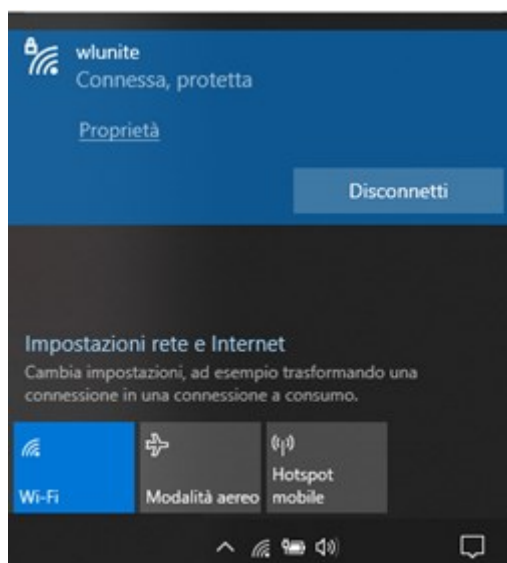 wlunite
Connessa, protetta
Proprietà
Disconnetti
Impostazioni rete e Internet
Cambia impostazioni, ad esempio trasformando una
connessione in una connessione a consumo.
Wi-Fi
Modalità aereo
Hotspot
mobile